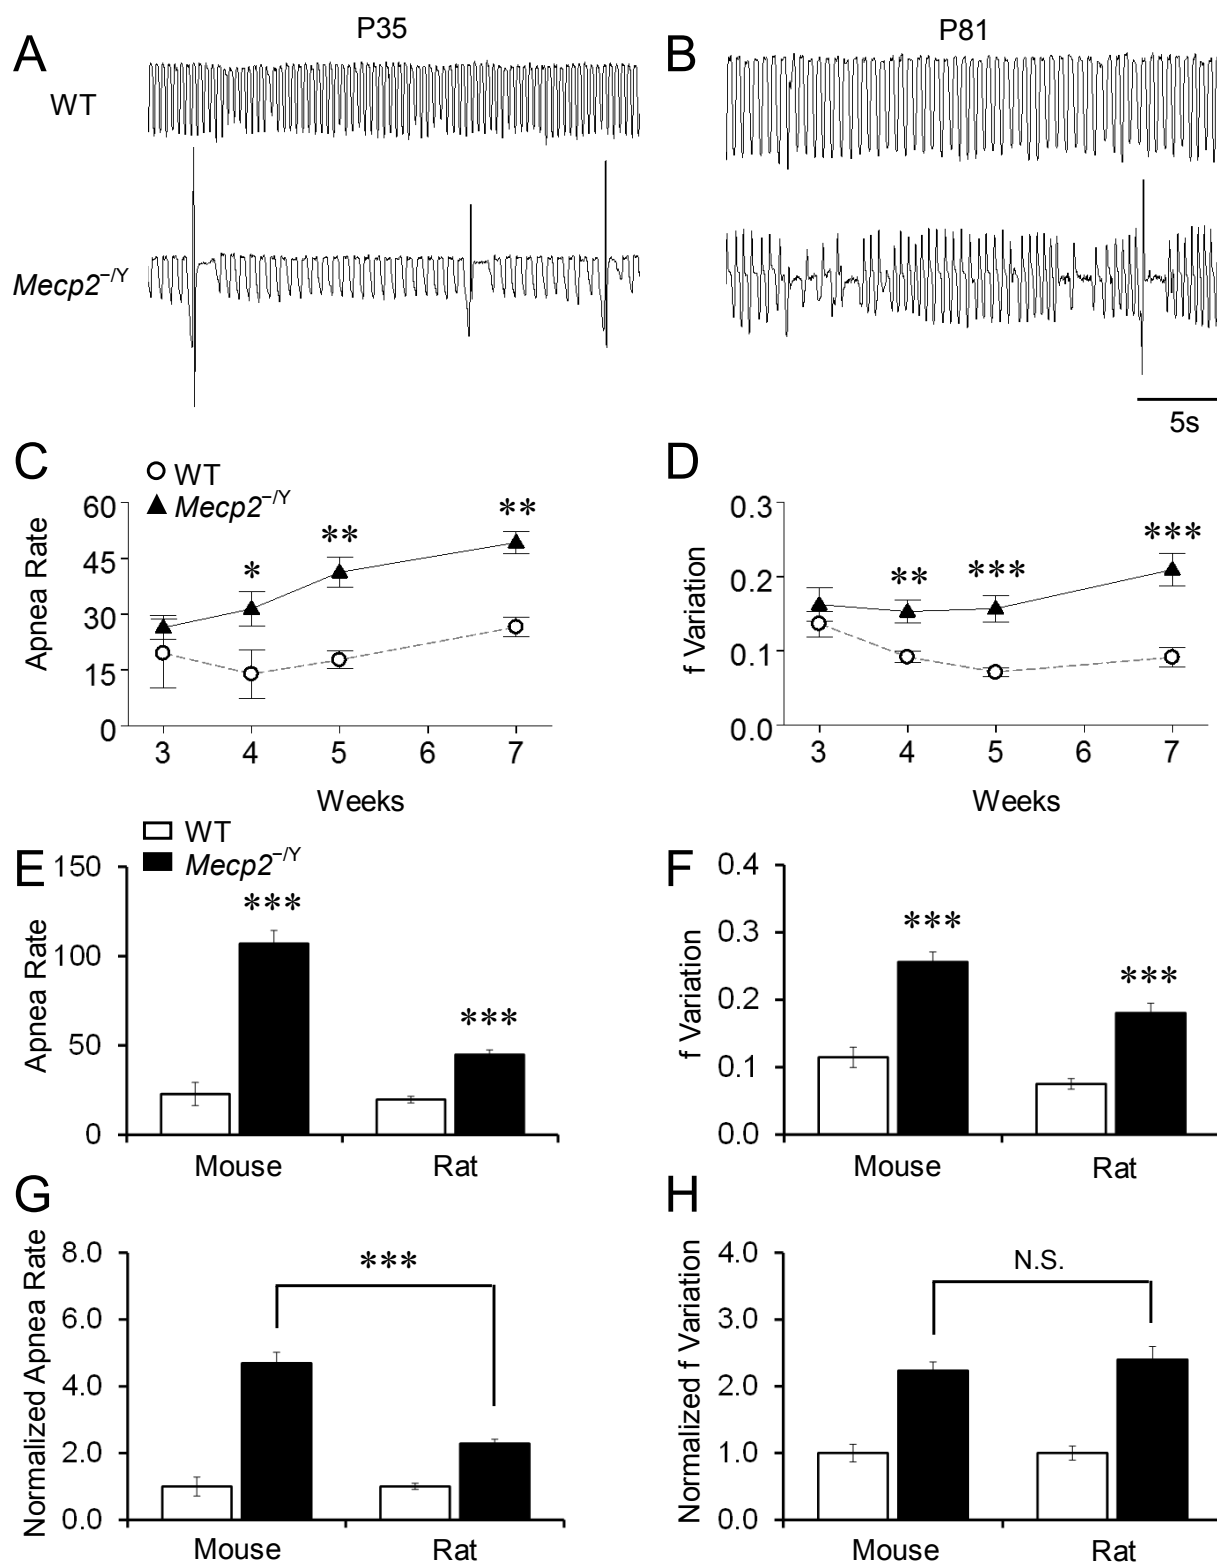 A
P35
B
P81
WT
Mecp2⁻/ʸ
5s
C
WT
Mecp2⁻/ʸ
Apnea Rate
60
45
30
15
0
*
**
**
3 4 5 6 7
Weeks
D
f Variation
0.3
0.2
0.1
0.0
**
***
***
3 4 5 6 7
Weeks
E
WT
Mecp2⁻/ʸ
Apnea Rate
150
100
50
0
***
***
Mouse Rat
F
f Variation
0.4
0.3
0.2
0.1
0.0
***
***
Mouse Rat
G
Normalized Apnea Rate
8.0
6.0
4.0
2.0
0.0
***
Mouse Rat
H
Normalized f Variation
4.0
3.0
2.0
1.0
0.0
N.S.
Mouse Rat